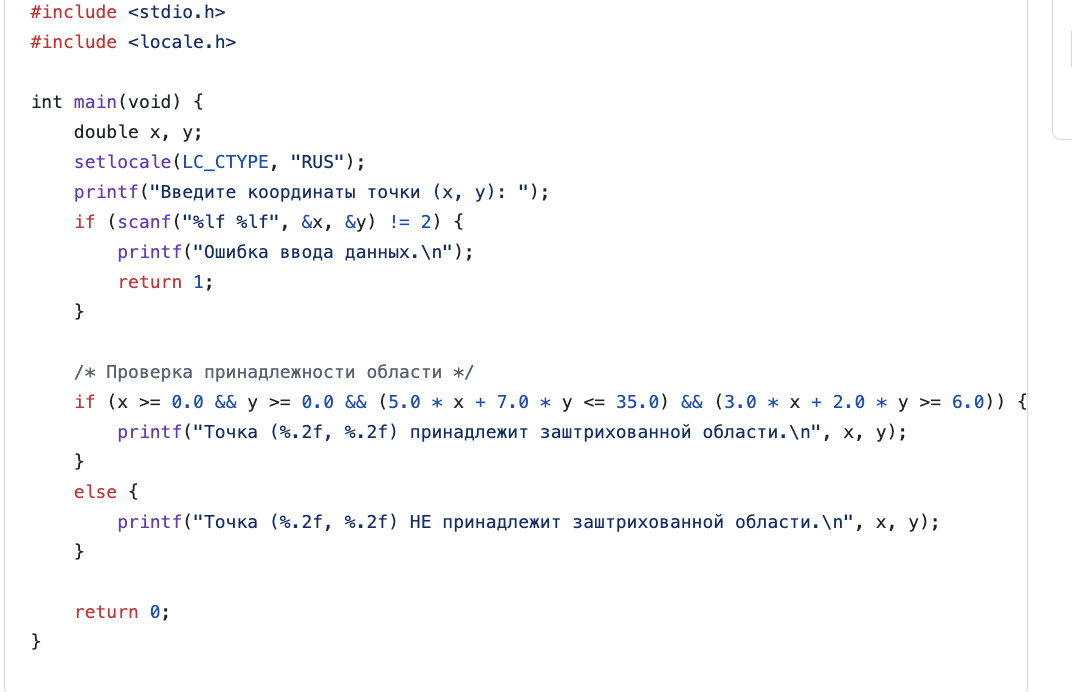 #include <stdio.h>
#include <locale.h>

int main(void) {
    double x, y;
    setlocale(LC_CTYPE, "RUS");
    printf("Введите координаты точки (x, y): ");
    if (scanf("%lf %lf", &x, &y) != 2) {
        printf("Ошибка ввода данных.\n");
        return 1;
    }

    /* Проверка принадлежности области */
    if (x >= 0.0 && y >= 0.0 && (5.0 * x + 7.0 * y <= 35.0) && (3.0 * x + 2.0 * y >= 6.0)) {
        printf("Точка (%.2f, %.2f) принадлежит заштрихованной области.\n", x, y);
    }
    else {
        printf("Точка (%.2f, %.2f) НЕ принадлежит заштрихованной области.\n", x, y);
    }

    return 0;
}